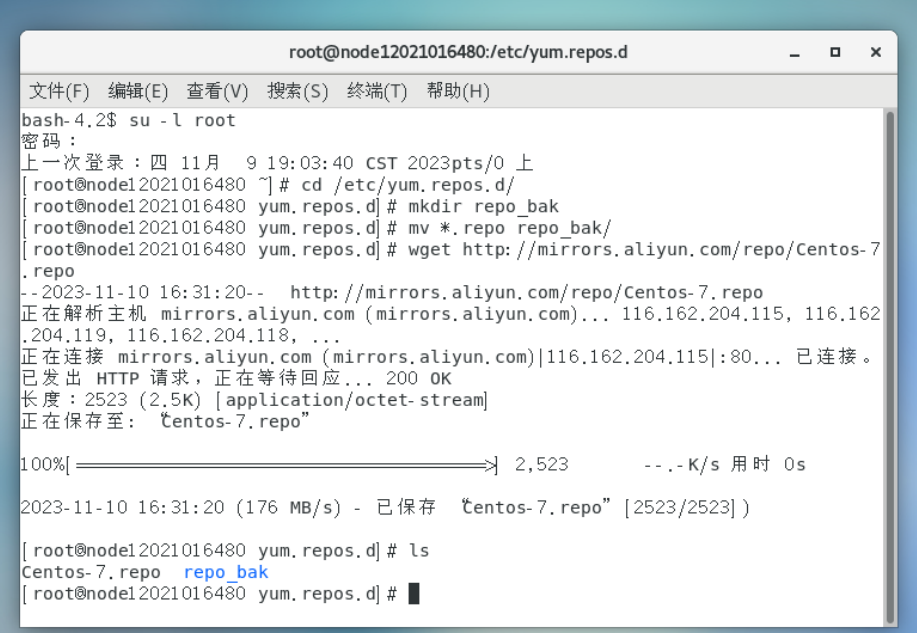 root@node12021016480:/etc/yum.repos.d
文件(F) 编辑(E) 查看(V) 搜索(S) 终端(T) 帮助(H)
bash-4.2$ su -l root
密码：
上一次登录：四 11月  9 19:03:40 CST 2023pts/0 上
[root@node12021016480 ~]# cd /etc/yum.repos.d/
[root@node12021016480 yum.repos.d]# mkdir repo_bak
[root@node12021016480 yum.repos.d]# mv *.repo repo_bak/
[root@node12021016480 yum.repos.d]# wget http://mirrors.aliyun.com/repo/Centos-7
.repo
--2023-11-10 16:31:20--  http://mirrors.aliyun.com/repo/Centos-7.repo
正在解析主机 mirrors.aliyun.com (mirrors.aliyun.com)... 116.162.204.115, 116.162
.204.119, 116.162.204.118, ...
正在连接 mirrors.aliyun.com (mirrors.aliyun.com)|116.162.204.115|:80... 已连接。
已发出 HTTP 请求，正在等待回应... 200 OK
长度：2523 (2.5K) [application/octet-stream]
正在保存至: “Centos-7.repo”
100%[======================================>] 2,523       --.-K/s 用时 0s
2023-11-10 16:31:20 (176 MB/s) - 已保存 “Centos-7.repo” [2523/2523])
[root@node12021016480 yum.repos.d]# ls
Centos-7.repo  repo_bak
[root@node12021016480 yum.repos.d]#